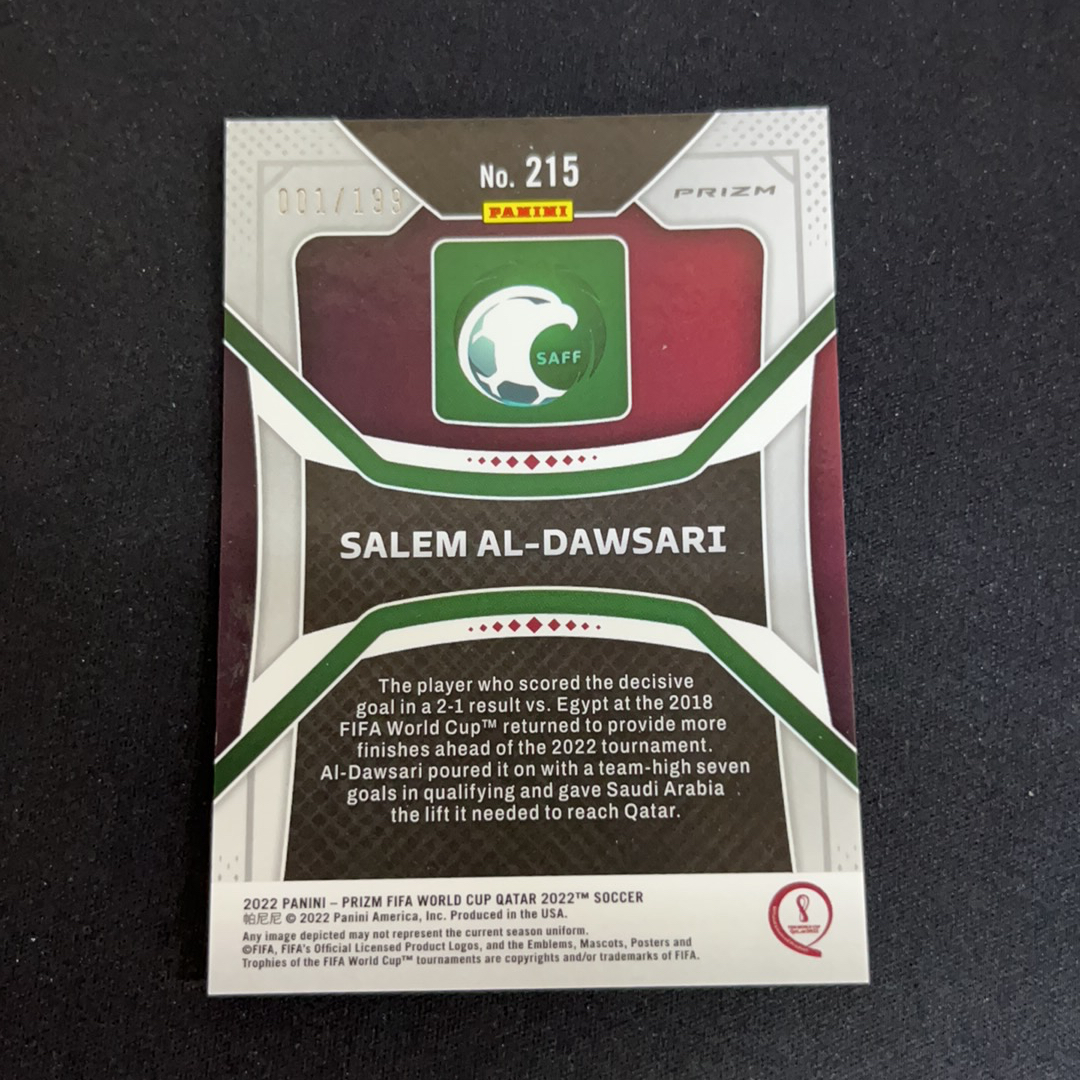 No. 215
001/199
PRIZM
PANINI
SAFF
SALEM AL-DAWSARI
The player who scored the decisive
goal in a 2-1 result vs. Egypt at the 2018
FIFA World Cup™ returned to provide more
finishes ahead of the 2022 tournament.
Al-Dawsari poured it on with a team-high seven
goals in qualifying and gave Saudi Arabia
the lift it needed to reach Qatar.
2022 PANINI – PRIZM FIFA WORLD CUP QATAR 2022™ SOCCER
帕尼尼 © 2022 Panini America, Inc. Produced in the USA.
Any image depicted may not represent the current season uniform.
©FIFA, FIFA's Official Licensed Product Logos, and the Emblems, Mascots, Posters and
Trophies of the FIFA World Cup™ tournaments are copyrights and/or trademarks of FIFA.